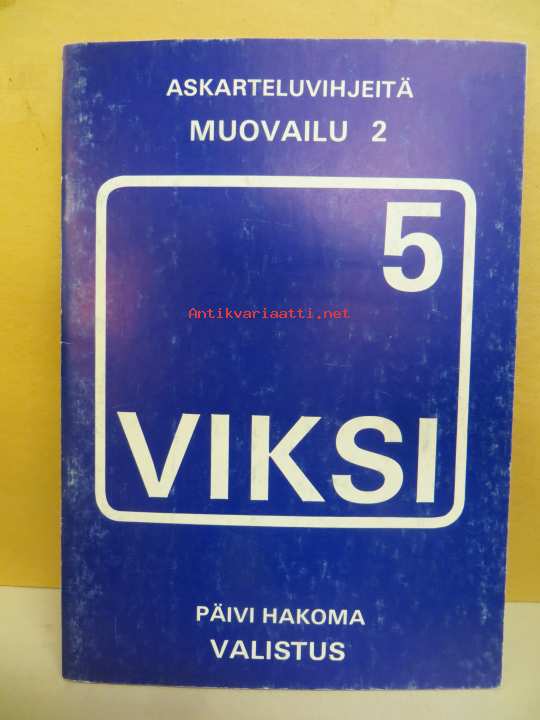 ASKARTELUVIHJEITÄ
MUOVAILU 2
5
Antikvariaatti.net
VIKSI
PÄIVI HAKOMA
VALISTUS